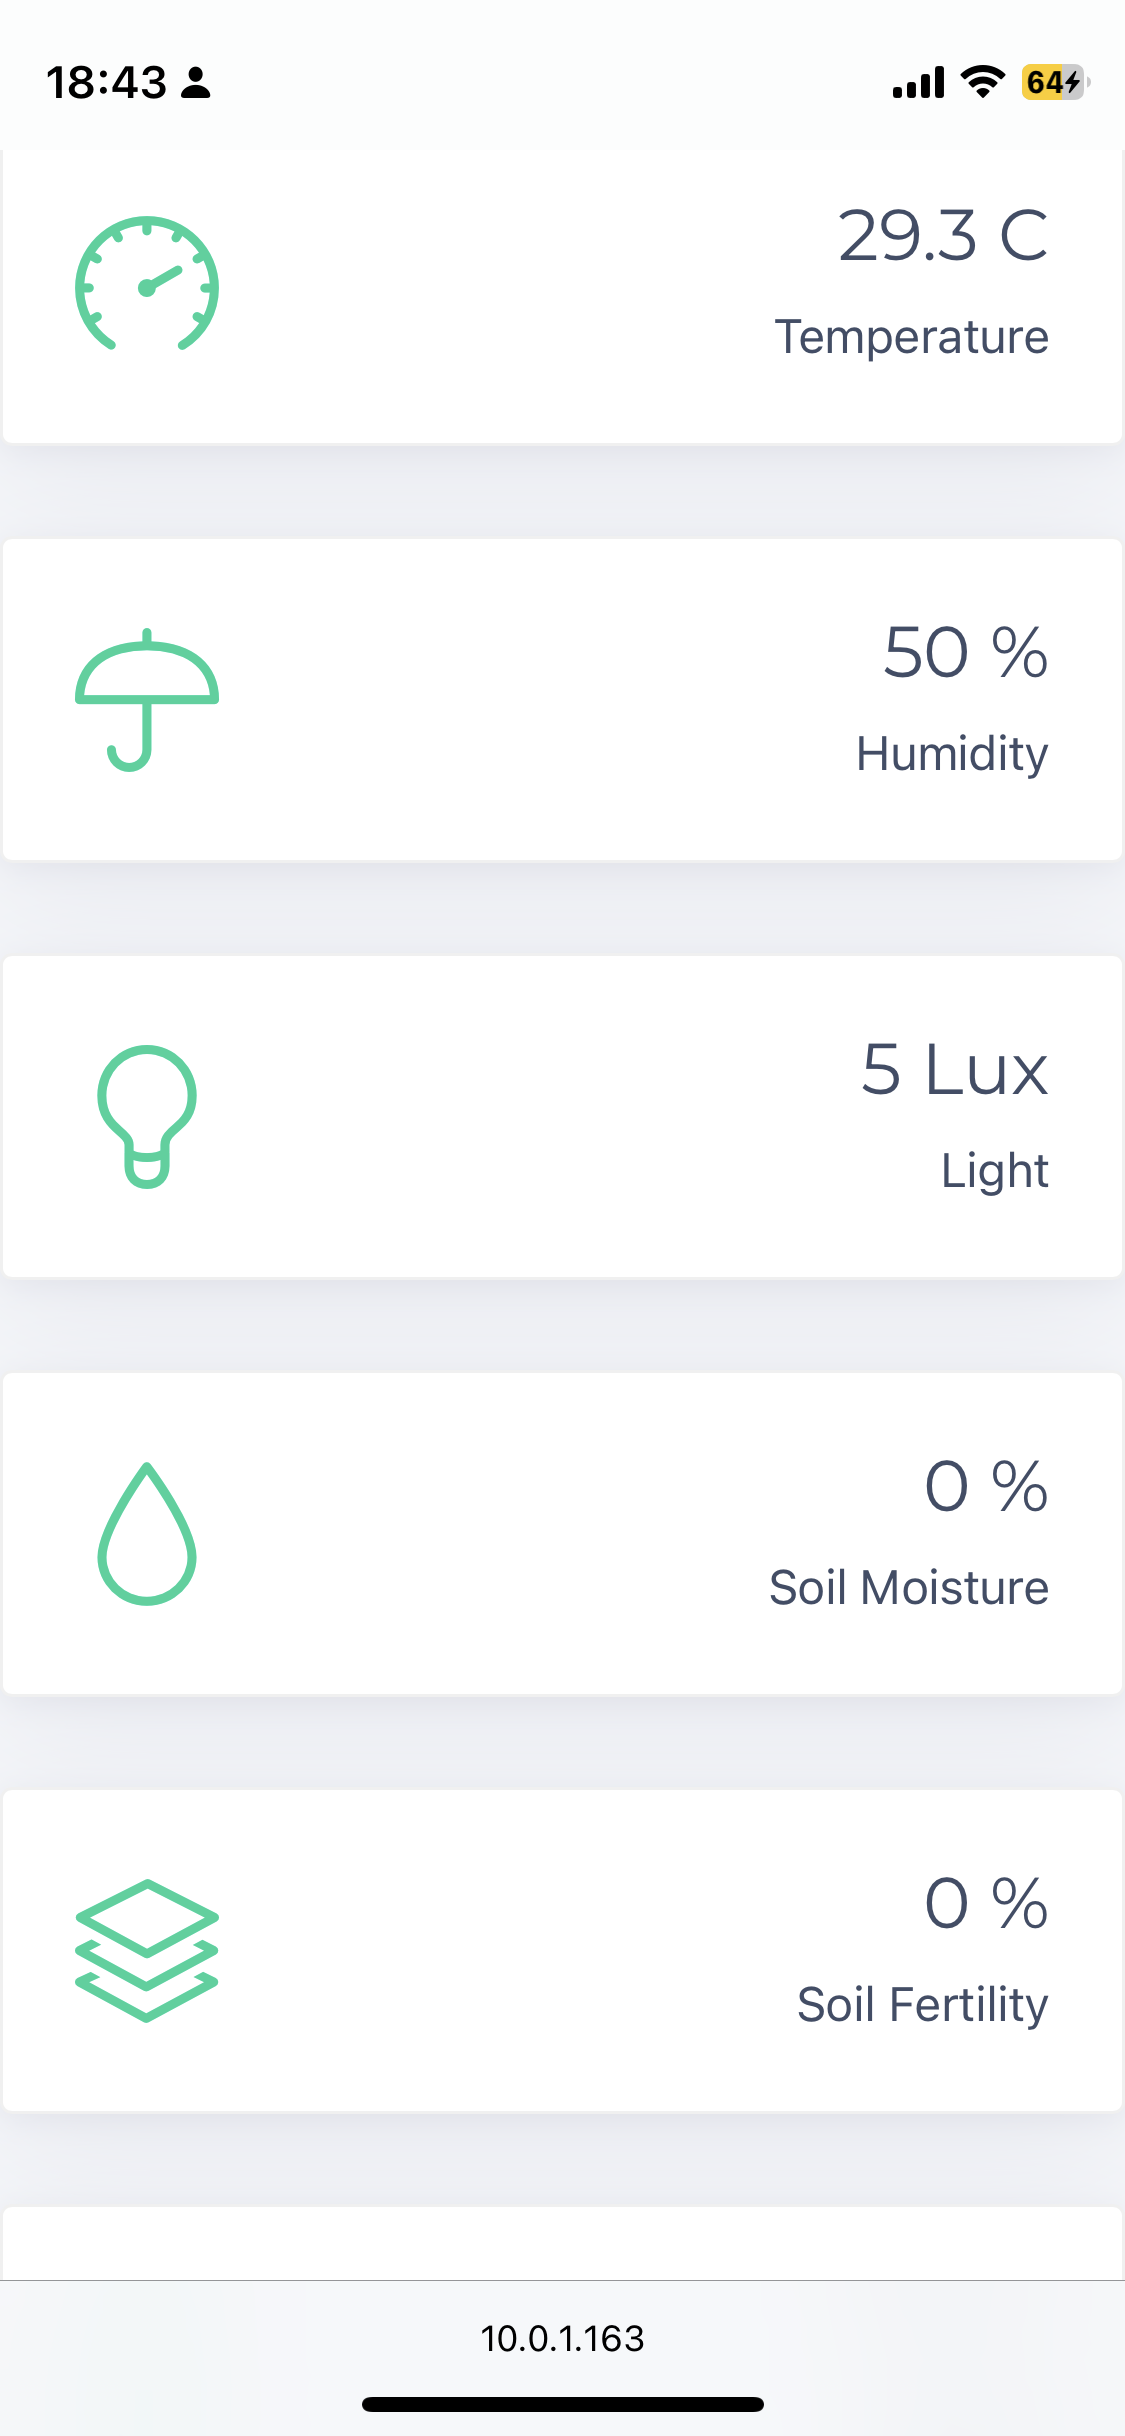 18:43
64
29.3 C
Temperature
50 %
Humidity
5 Lux
Light
0 %
Soil Moisture
0 %
Soil Fertility
10.0.1.163